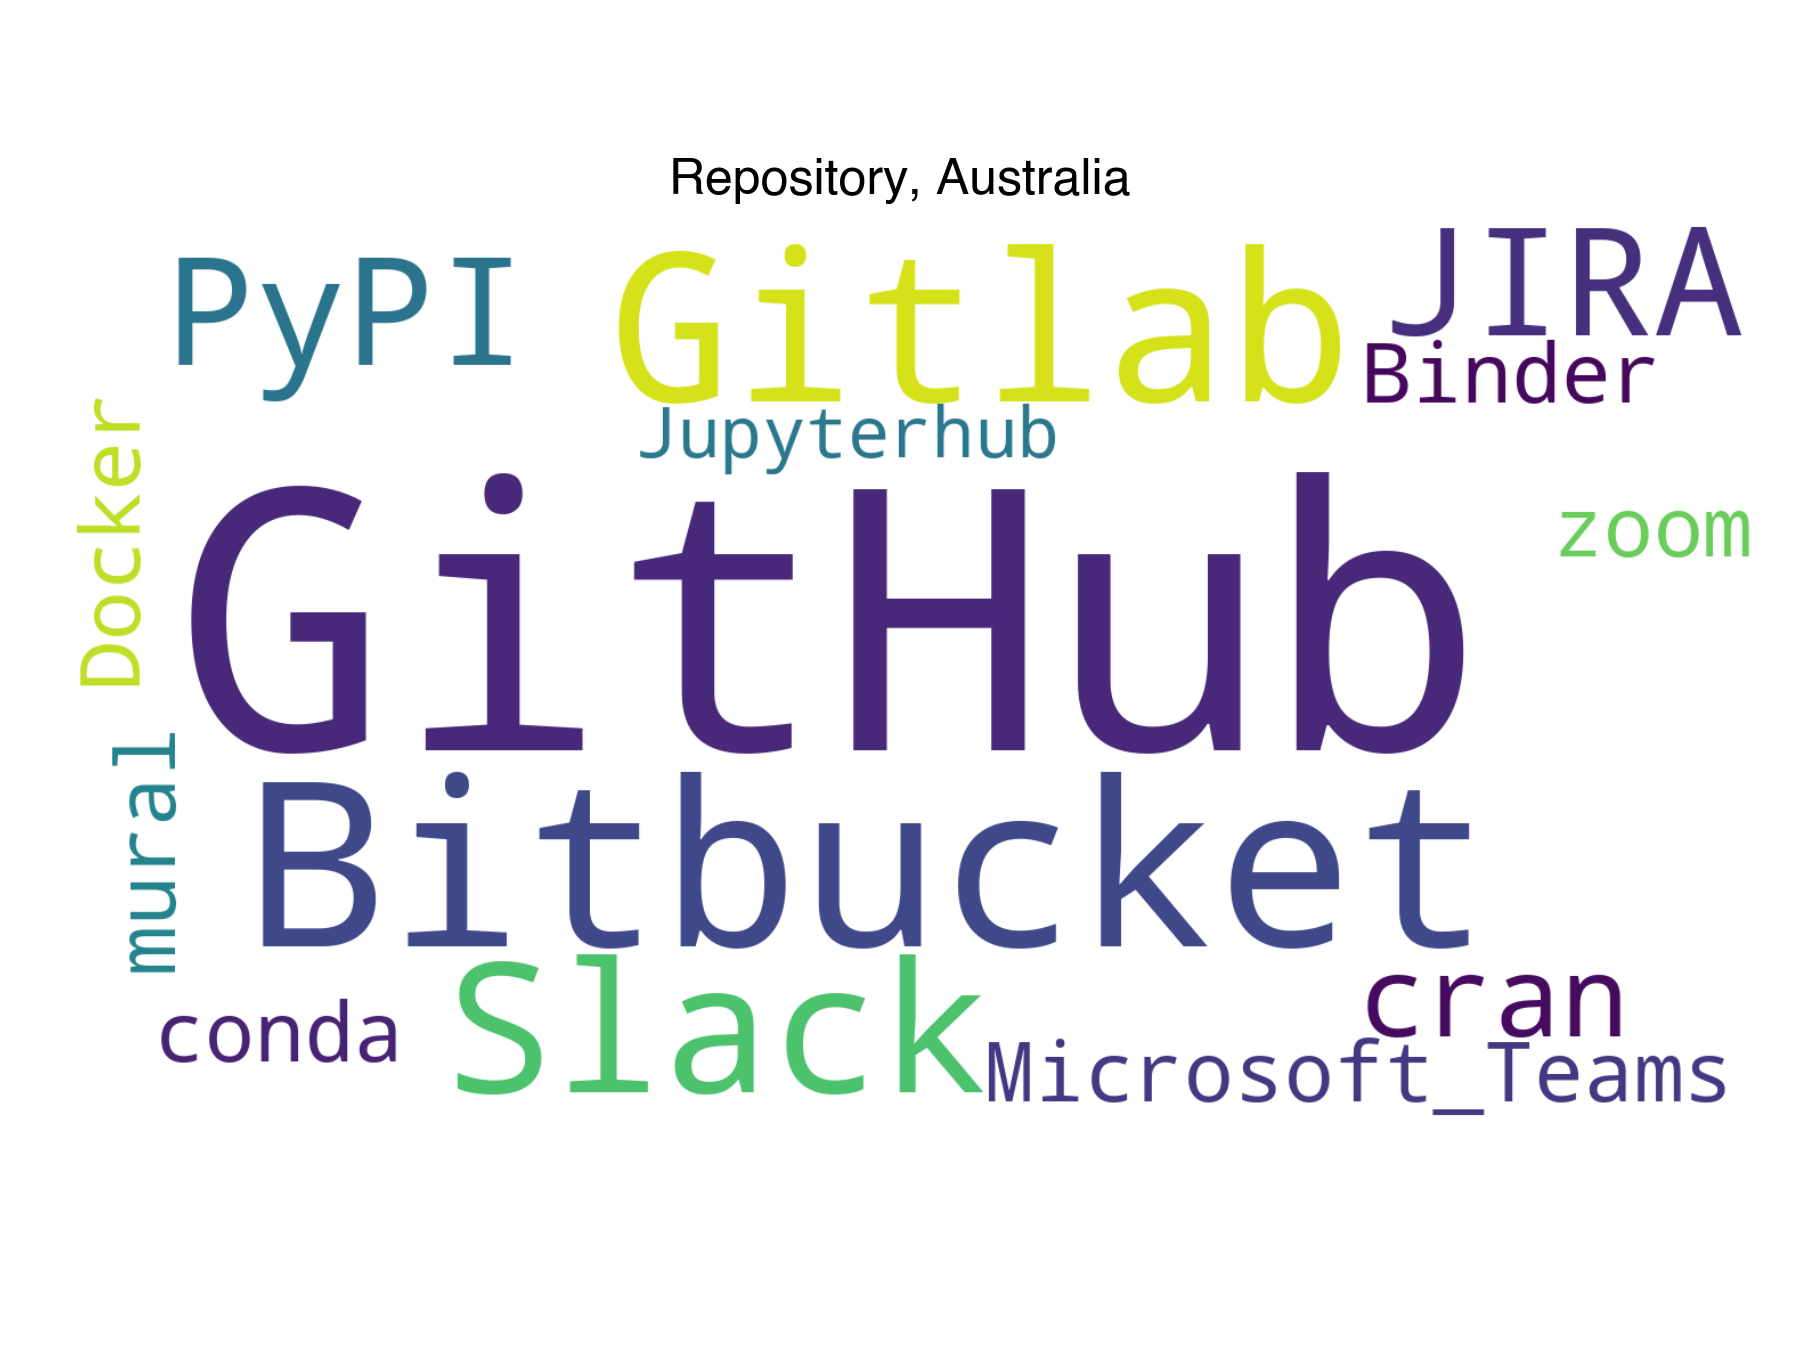 Repository, Australia
PyPI
Gitlab
JIRA
Binder
Jupyterhub
Docker
GitHub
zoom
mural
Bitbucket
conda
Slack
cran
Microsoft_Teams